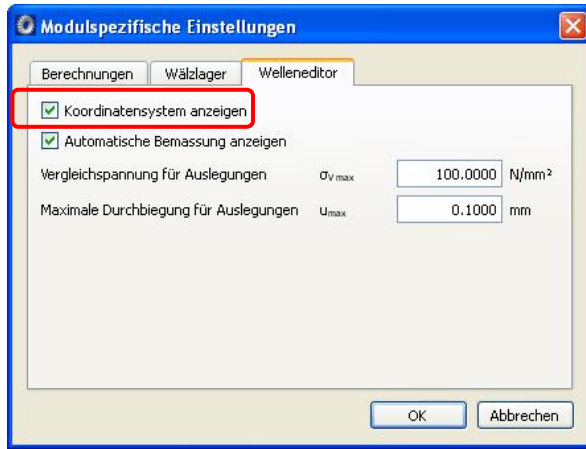 Modulspezifische Einstellungen
Berechnungen Wälzlager Welleneditor
Koordinatensystem anzeigen
Automatische Bemassung anzeigen
Vergleichspannung für Auslegungen σV max 100.0000 N/mm²
Maximale Durchbiegung für Auslegungen umax 0.1000 mm
OK Abbrechen